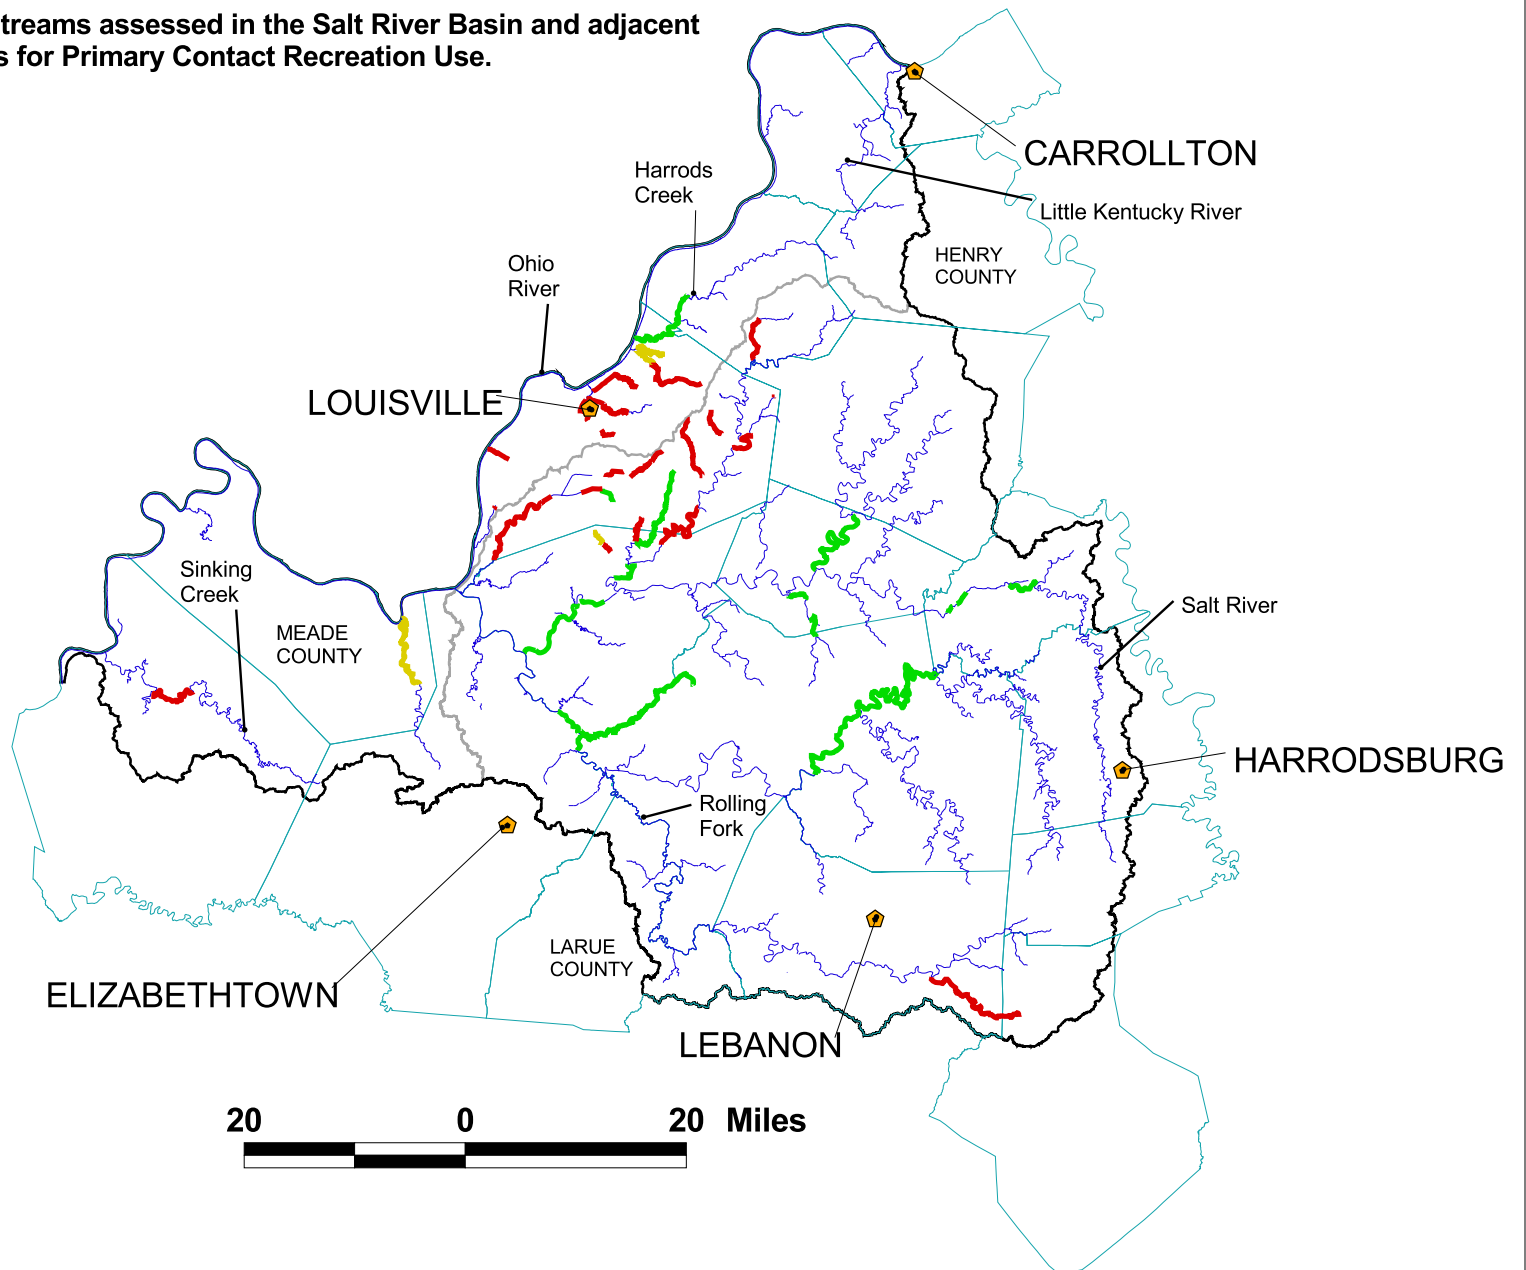 treams assessed in the Salt River Basin and adjacent
s for Primary Contact Recreation Use.
CARROLLTON
Harrods
Creek
Little Kentucky River
HENRY
COUNTY
Ohio
River
LOUISVILLE
Sinking
Creek
MEADE
COUNTY
Salt River
HARRODSBURG
Rolling
Fork
LARUE
COUNTY
ELIZABETHTOWN
LEBANON
20 0 20 Miles